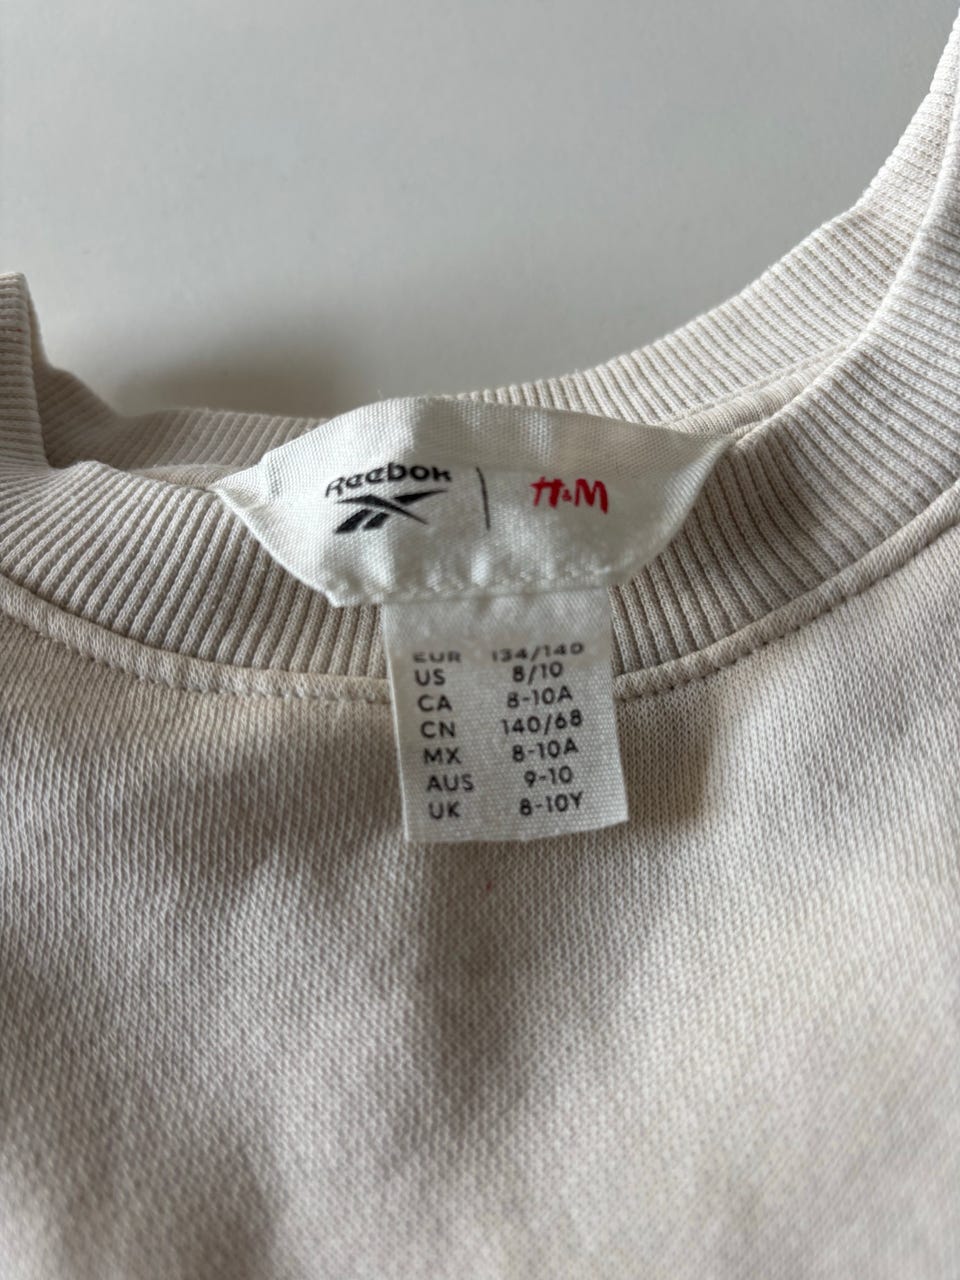 Reebok | H&M
EUR 134/140
US 8/10
CA 8-10A
CN 140/68
MX 8-10A
AUS 9-10
UK 8-10Y